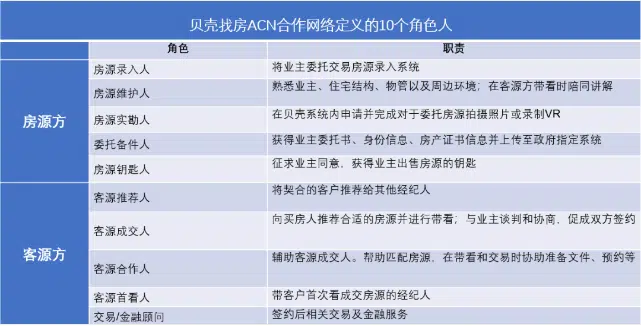 贝壳找房ACN合作网络定义的10个角色人
角色 职责
房源方
房源录入人 将业主委托交易房源录入系统
房源维护人 熟悉业主、住宅结构、物管以及周边环境；在客源方带看时陪同讲解
房源实勘人 在贝壳系统内申请并完成对于委托房源拍摄照片或录制VR
委托备件人 获得业主委托书、身份信息、房产证书信息并上传至政府指定系统
房源钥匙人 征求业主同意，获得业主出售房源的钥匙
客源方
客源推荐人 将契合的客户推荐给其他经纪人
客源成交人 向买房人推荐合适的房源并进行带看；与业主谈判和协商，促成双方签约
客源合作人 辅助客源成交人。帮助匹配房源，在带看和交易时协助准备文件、预约等
客源首看人 带客户首次看成交房源的经纪人
交易/金融顾问 签约后相关交易及金融服务